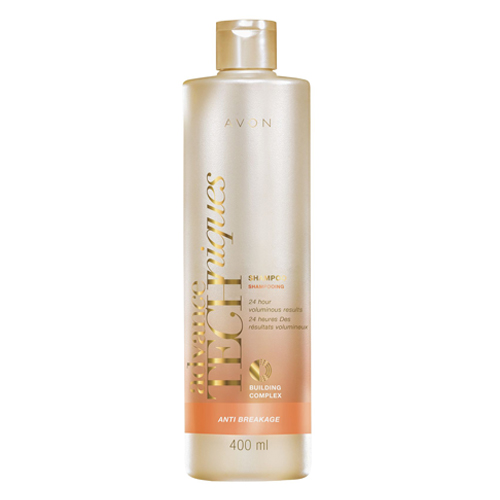 AVON
advance
TECHniques
SHAMPOO
SHAMPOOING
24 hour
voluminous results
24 heures Des
résultats volumineux
BUILDING
COMPLEX
ANTI BREAKAGE
400 ml